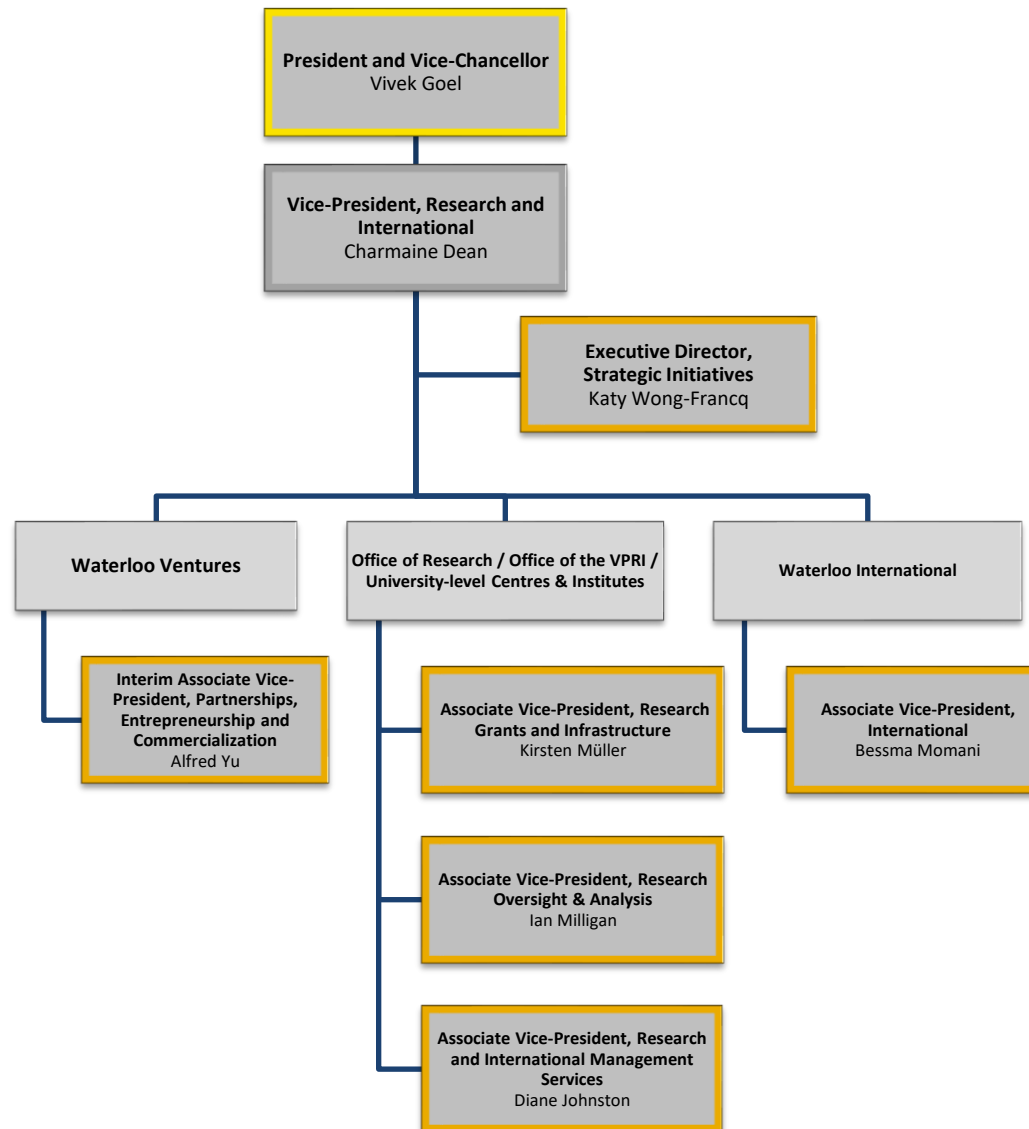 President and Vice-Chancellor
Vivek Goel
Vice-President, Research and
International
Charmaine Dean
Executive Director,
Strategic Initiatives
Katy Wong-Francq
Waterloo Ventures
Office of Research / Office of the VPRI /
University-level Centres & Institutes
Waterloo International
Interim Associate Vice-
President, Partnerships,
Entrepreneurship and
Commercialization
Alfred Yu
Associate Vice-President, Research
Grants and Infrastructure
Kirsten Müller
Associate Vice-President,
International
Bessma Momani
Associate Vice-President, Research
Oversight & Analysis
Ian Milligan
Associate Vice-President, Research
and International Management
Services
Diane Johnston